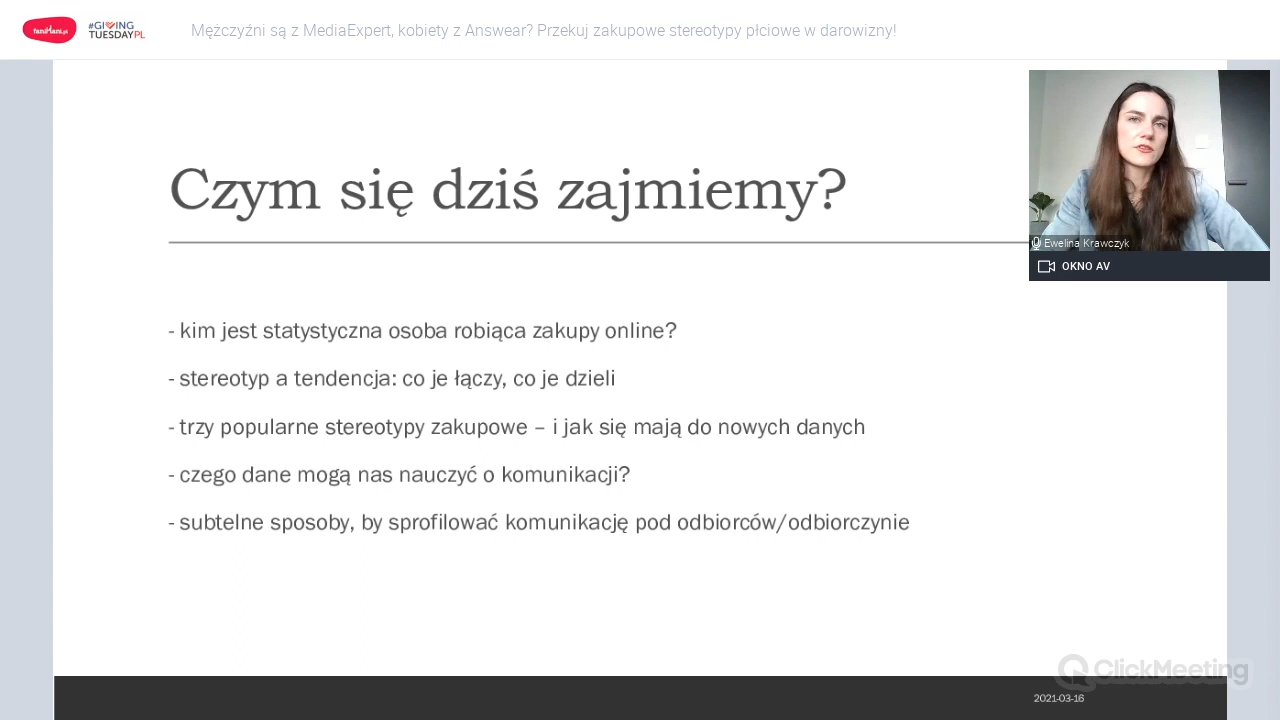 faniMani.pl
#GIVING
TUESDAYPL
Mężczyźni są z MediaExpert, kobiety z Answear? Przekuj zakupowe stereotypy płciowe w darowizny!
Czym się dziś zajmiemy?
Ewelina Krawczyk
OKNO AV
- kim jest statystyczna osoba robiąca zakupy online?
- stereotyp a tendencja: co je łączy, co je dzieli
- trzy popularne stereotypy zakupowe – i jak się mają do nowych danych
- czego dane mogą nas nauczyć o komunikacji?
- subtelne sposoby, by sprofilować komunikację pod odbiorców/odbiorczynie
ClickMeeting
2021-03-16